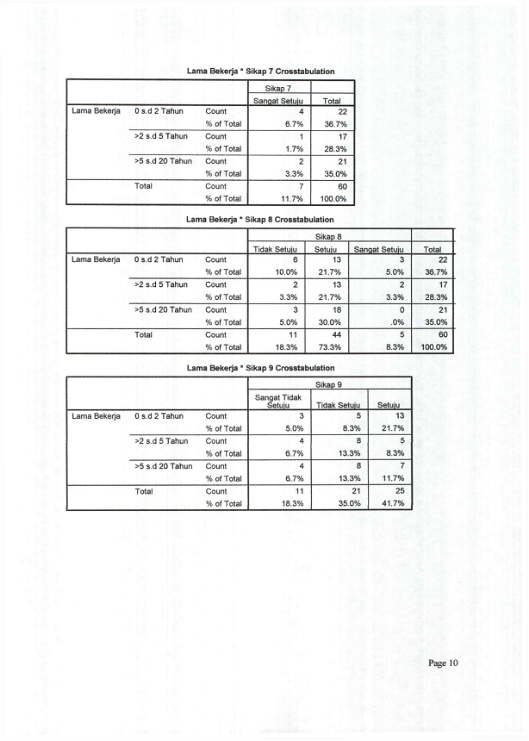 Lama Bekerja * Sikap 7 Crosstabulation
Sikap 7
Sangat Setuju Total
Lama Bekerja 0 s.d 2 Tahun Count 4 22
% of Total 6.7% 36.7%
>2 s.d 5 Tahun Count 1 17
% of Total 1.7% 28.3%
>5 s.d 20 Tahun Count 2 21
% of Total 3.3% 35.0%
Total Count 7 60
% of Total 11.7% 100.0%
Lama Bekerja * Sikap 8 Crosstabulation
Sikap 8
Tidak Setuju Setuju Sangat Setuju Total
Lama Bekerja 0 s.d 2 Tahun Count 6 13 3 22
% of Total 10.0% 21.7% 5.0% 36.7%
>2 s.d 5 Tahun Count 2 13 2 17
% of Total 3.3% 21.7% 3.3% 28.3%
>5 s.d 20 Tahun Count 3 18 0 21
% of Total 5.0% 30.0% .0% 35.0%
Total Count 11 44 5 60
% of Total 18.3% 73.3% 8.3% 100.0%
Lama Bekerja * Sikap 9 Crosstabulation
Sikap 9
Sangat Tidak
Setuju Tidak Setuju Setuju
Lama Bekerja 0 s.d 2 Tahun Count 3 5 13
% of Total 5.0% 8.3% 21.7%
>2 s.d 5 Tahun Count 4 8 5
% of Total 6.7% 13.3% 8.3%
>5 s.d 20 Tahun Count 4 8 7
% of Total 6.7% 13.3% 11.7%
Total Count 11 21 25
% of Total 18.3% 35.0% 41.7%
Page 10